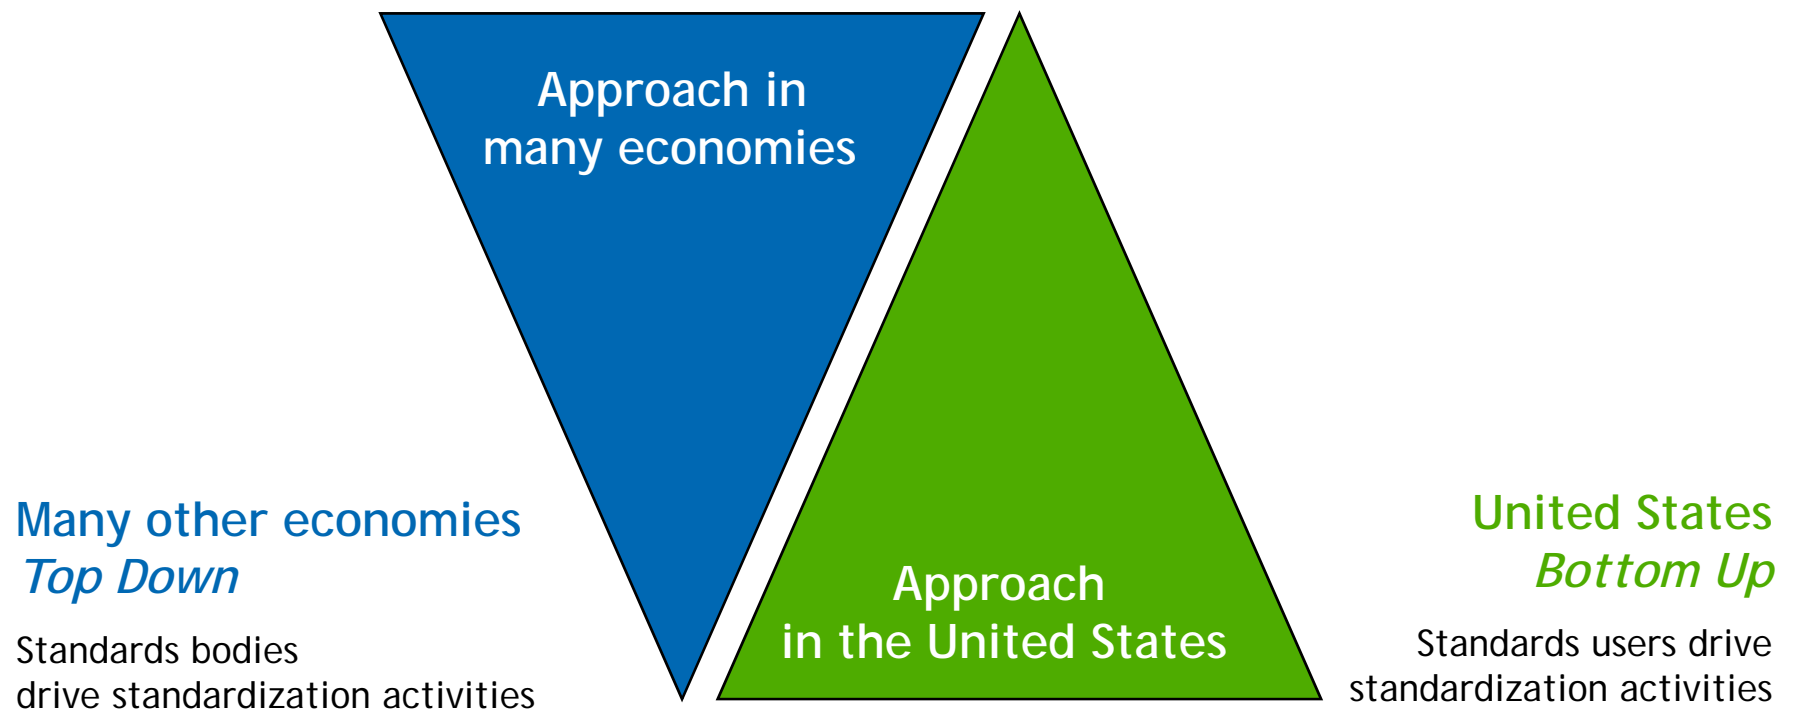 Approach in
many economies
Many other economies
Top Down
Standards bodies
drive standardization activities
Approach
in the United States
United States
Bottom Up
Standards users drive
standardization activities